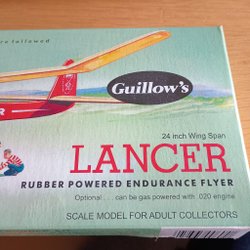 re followed
Guillow's
24 inch Wing Span
LANCER
RUBBER POWERED ENDURANCE FLYER
Optional . . . can be gas powered with .020 engine
SCALE MODEL FOR ADULT COLLECTORS